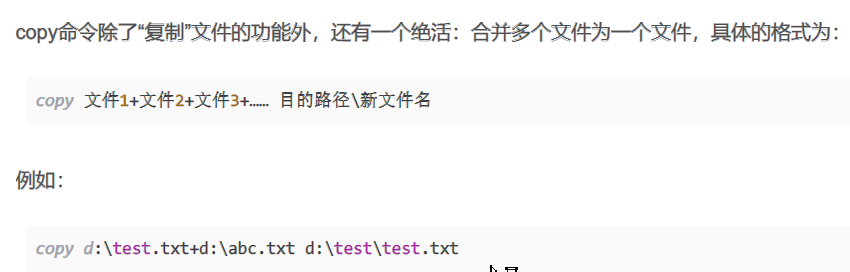 copy命令除了“复制”文件的功能外，还有一个绝活：合并多个文件为一个文件，具体的格式为：
copy 文件1+文件2+文件3+…… 目的路径\新文件名
例如：
copy d:\test.txt+d:\abc.txt d:\test\test.txt